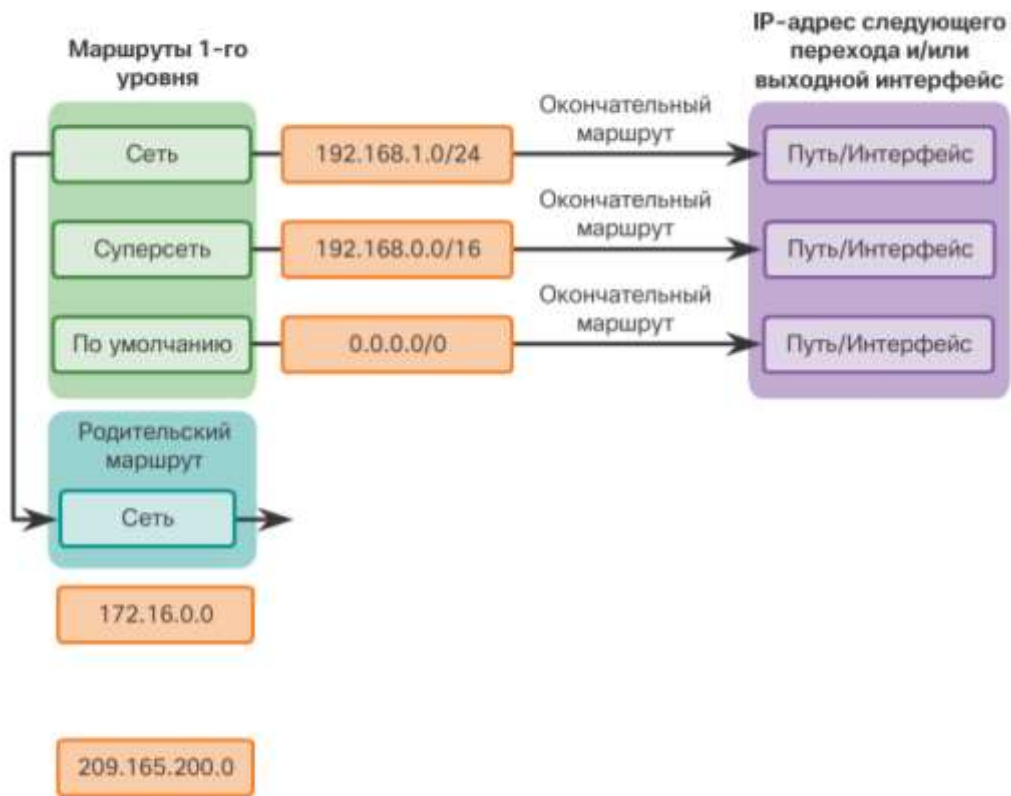 Маршруты 1-го
уровня
IP-адрес следующего
перехода и/или
выходной интерфейс
Сеть
192.168.1.0/24
Окончательный
маршрут
Путь/Интерфейс
Суперсеть
192.168.0.0/16
Окончательный
маршрут
Путь/Интерфейс
По умолчанию
0.0.0.0/0
Окончательный
маршрут
Путь/Интерфейс
Родительский
маршрут
Сеть
172.16.0.0
209.165.200.0